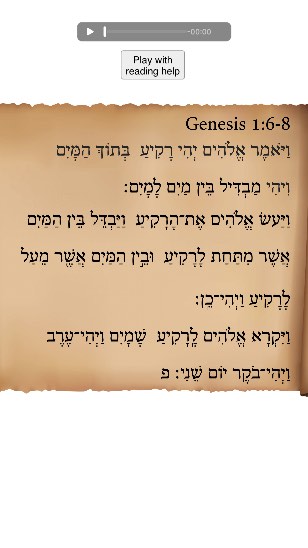 -00:00
Play with
reading help
Genesis 1:6-8
וַיֹּאמֶר אֱלֹהִים יְהִי רָקִיעַ בְּתוֹךְ הַמָּיִם
וִיהִי מַבְדִּיל בֵּין מַיִם לָמָיִם׃
וַיַּעַשׂ אֱלֹהִים אֶת־הָרָקִיעַ וַיַּבְדֵּל בֵּין הַמַּיִם
אֲשֶׁר מִתַּחַת לָרָקִיעַ וּבֵין הַמַּיִם אֲשֶׁר מֵעַל
לָרָקִיעַ וַיְהִי־כֵן׃
וַיִּקְרָא אֱלֹהִים לָרָקִיעַ שָׁמָיִם וַיְהִי־עֶרֶב
וַיְהִי־בֹקֶר יוֹם שֵׁנִי׃ פ